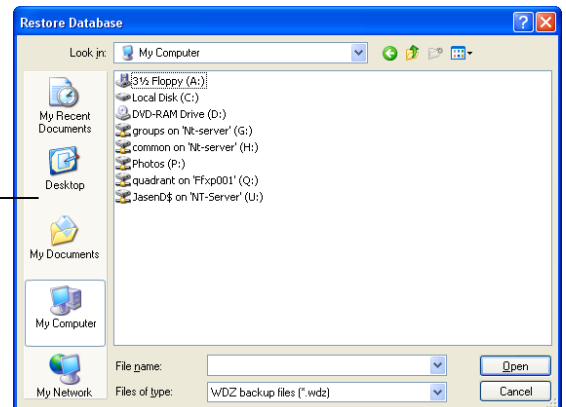 Restore Database
Look in:
My Computer
My Recent
Documents
Desktop
My Documents
My Computer
My Network
3½ Floppy (A:)
Local Disk (C:)
DVD-RAM Drive (D:)
groups on 'Nt-server' (G:)
common on 'Nt-server' (H:)
Photos (P:)
quadrant on 'Ffxp001' (Q:)
JasenD$ on 'NT-Server' (U:)
File name:
Open
Files of type:
WDZ backup files (*.wdz)
Cancel